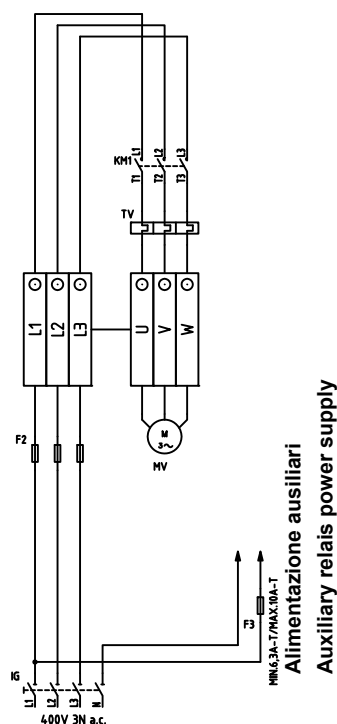 KM1
L1
L2
L3
T1
T2
T3
TV
L1
L2
L3
U
V
W
F2
M
3~
MV
F3
MIN.6,3A-T/MAX.10A-T
Alimentazione ausiliari
Auxiliary relais power supply
IG
L1
L2
L3
N
400V 3N a.c.